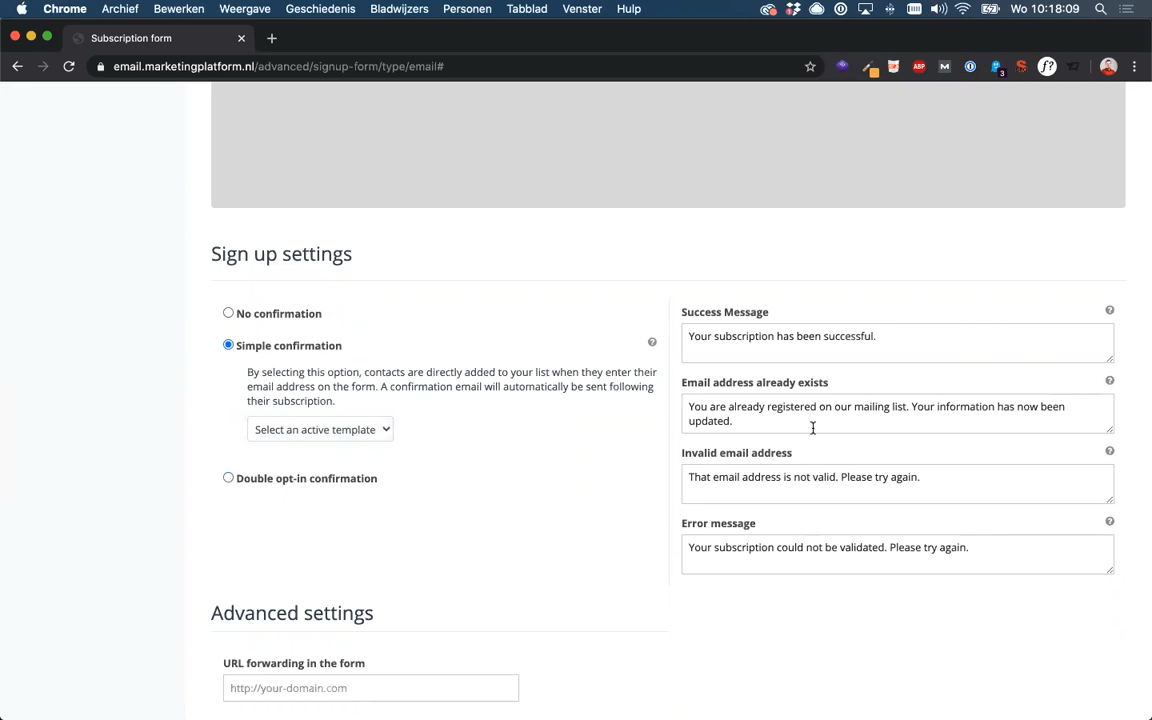 Chrome Archief Bewerken Weergave Geschiedenis Bladwijzers Personen Tabblad Venster Hulp Wo 10:18:09
Subscription form
email.marketingplatform.nl/advanced/signup-form/type/email#
ABP M 3 f?
Sign up settings
No confirmation
Simple confirmation
By selecting this option, contacts are directly added to your list when they enter their
email address on the form. A confirmation email will automatically be sent following
their subscription.
Select an active template
Double opt-in confirmation
Success Message
Your subscription has been successful.
Email address already exists
You are already registered on our mailing list. Your information has now been
updated.
Invalid email address
That email address is not valid. Please try again.
Error message
Your subscription could not be validated. Please try again.
Advanced settings
URL forwarding in the form
http://your-domain.com